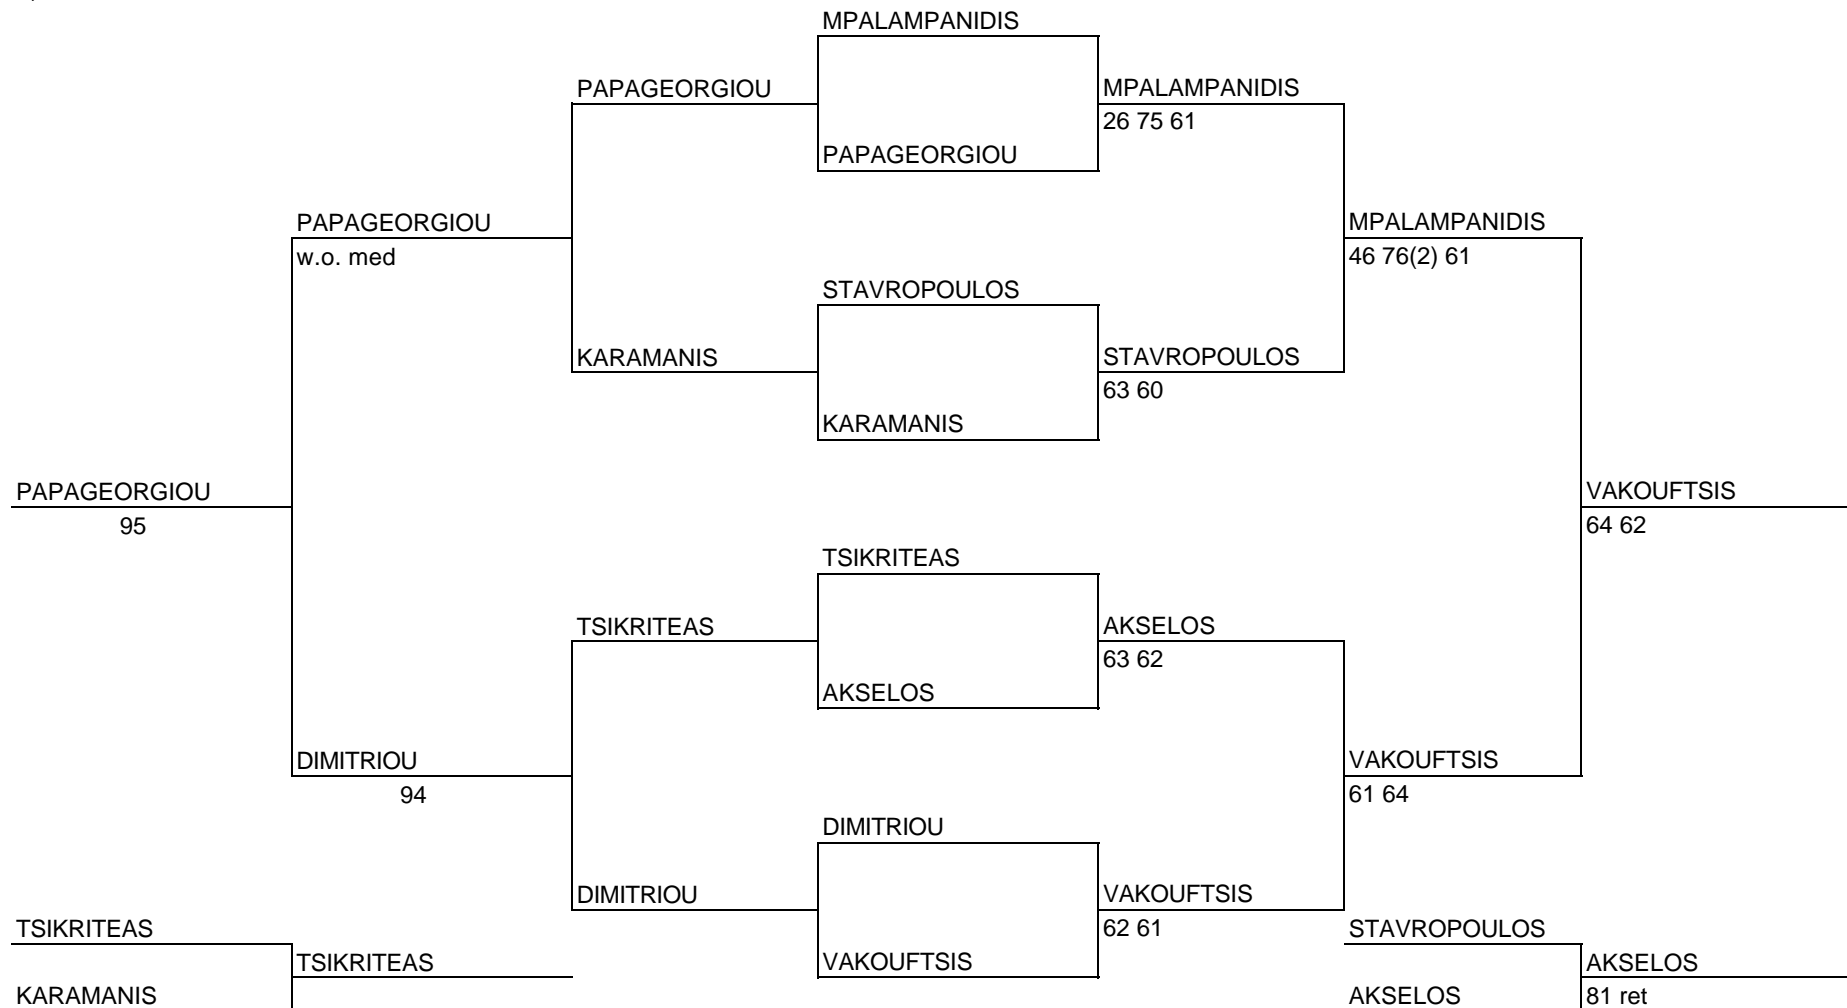 MPALAMPANIDIS
PAPAGEORGIOU
MPALAMPANIDIS
26 75 61
PAPAGEORGIOU
PAPAGEORGIOU
w.o. med
MPALAMPANIDIS
46 76(2) 61
STAVROPOULOS
KARAMANIS
STAVROPOULOS
63 60
KARAMANIS
PAPAGEORGIOU
95
VAKOUFTSIS
64 62
TSIKRITEAS
TSIKRITEAS
AKSELOS
63 62
AKSELOS
DIMITRIOU
94
VAKOUFTSIS
61 64
DIMITRIOU
DIMITRIOU
VAKOUFTSIS
62 61
TSIKRITEAS
STAVROPOULOS
TSIKRITEAS
VAKOUFTSIS
AKSELOS
KARAMANIS
AKSELOS
81 ret